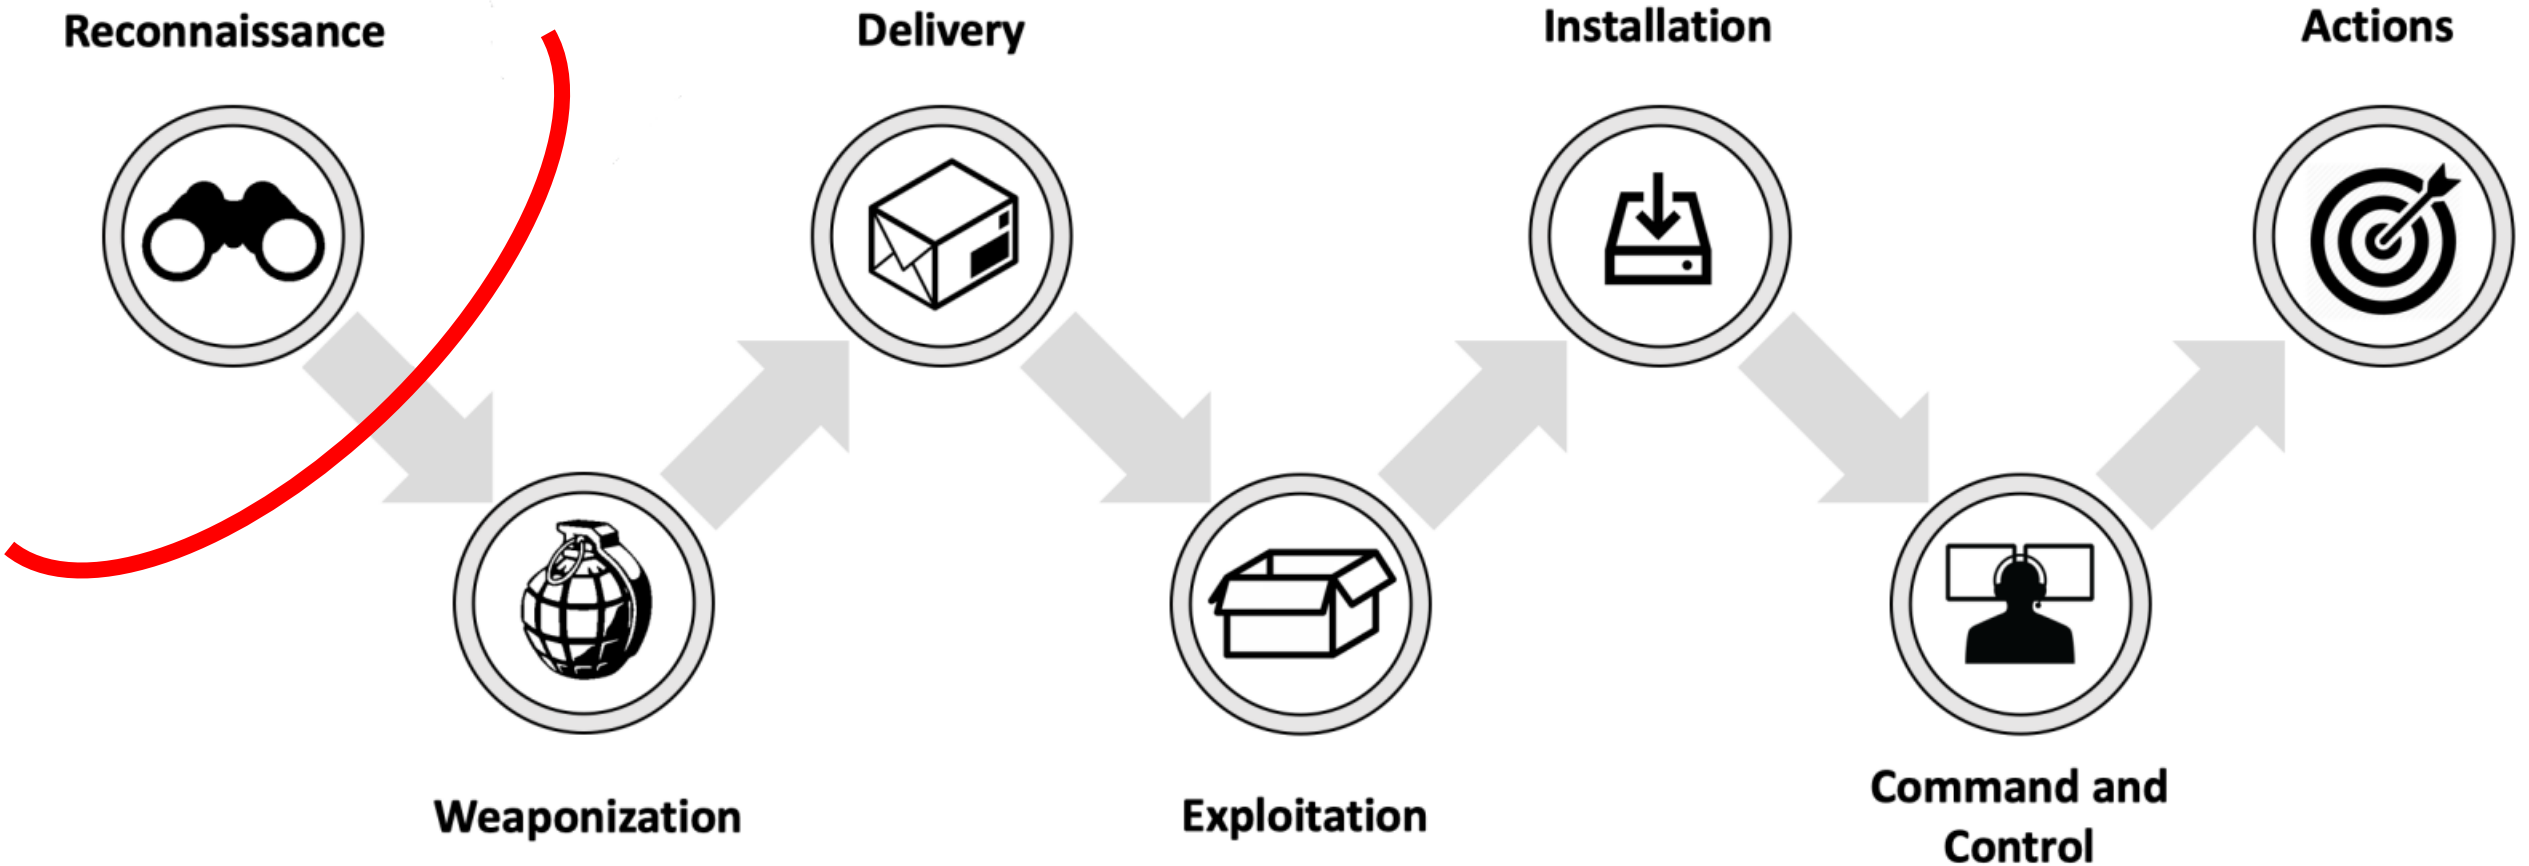 Reconnaissance
Weaponization
Delivery
Exploitation
Installation
Command and
Control
Actions